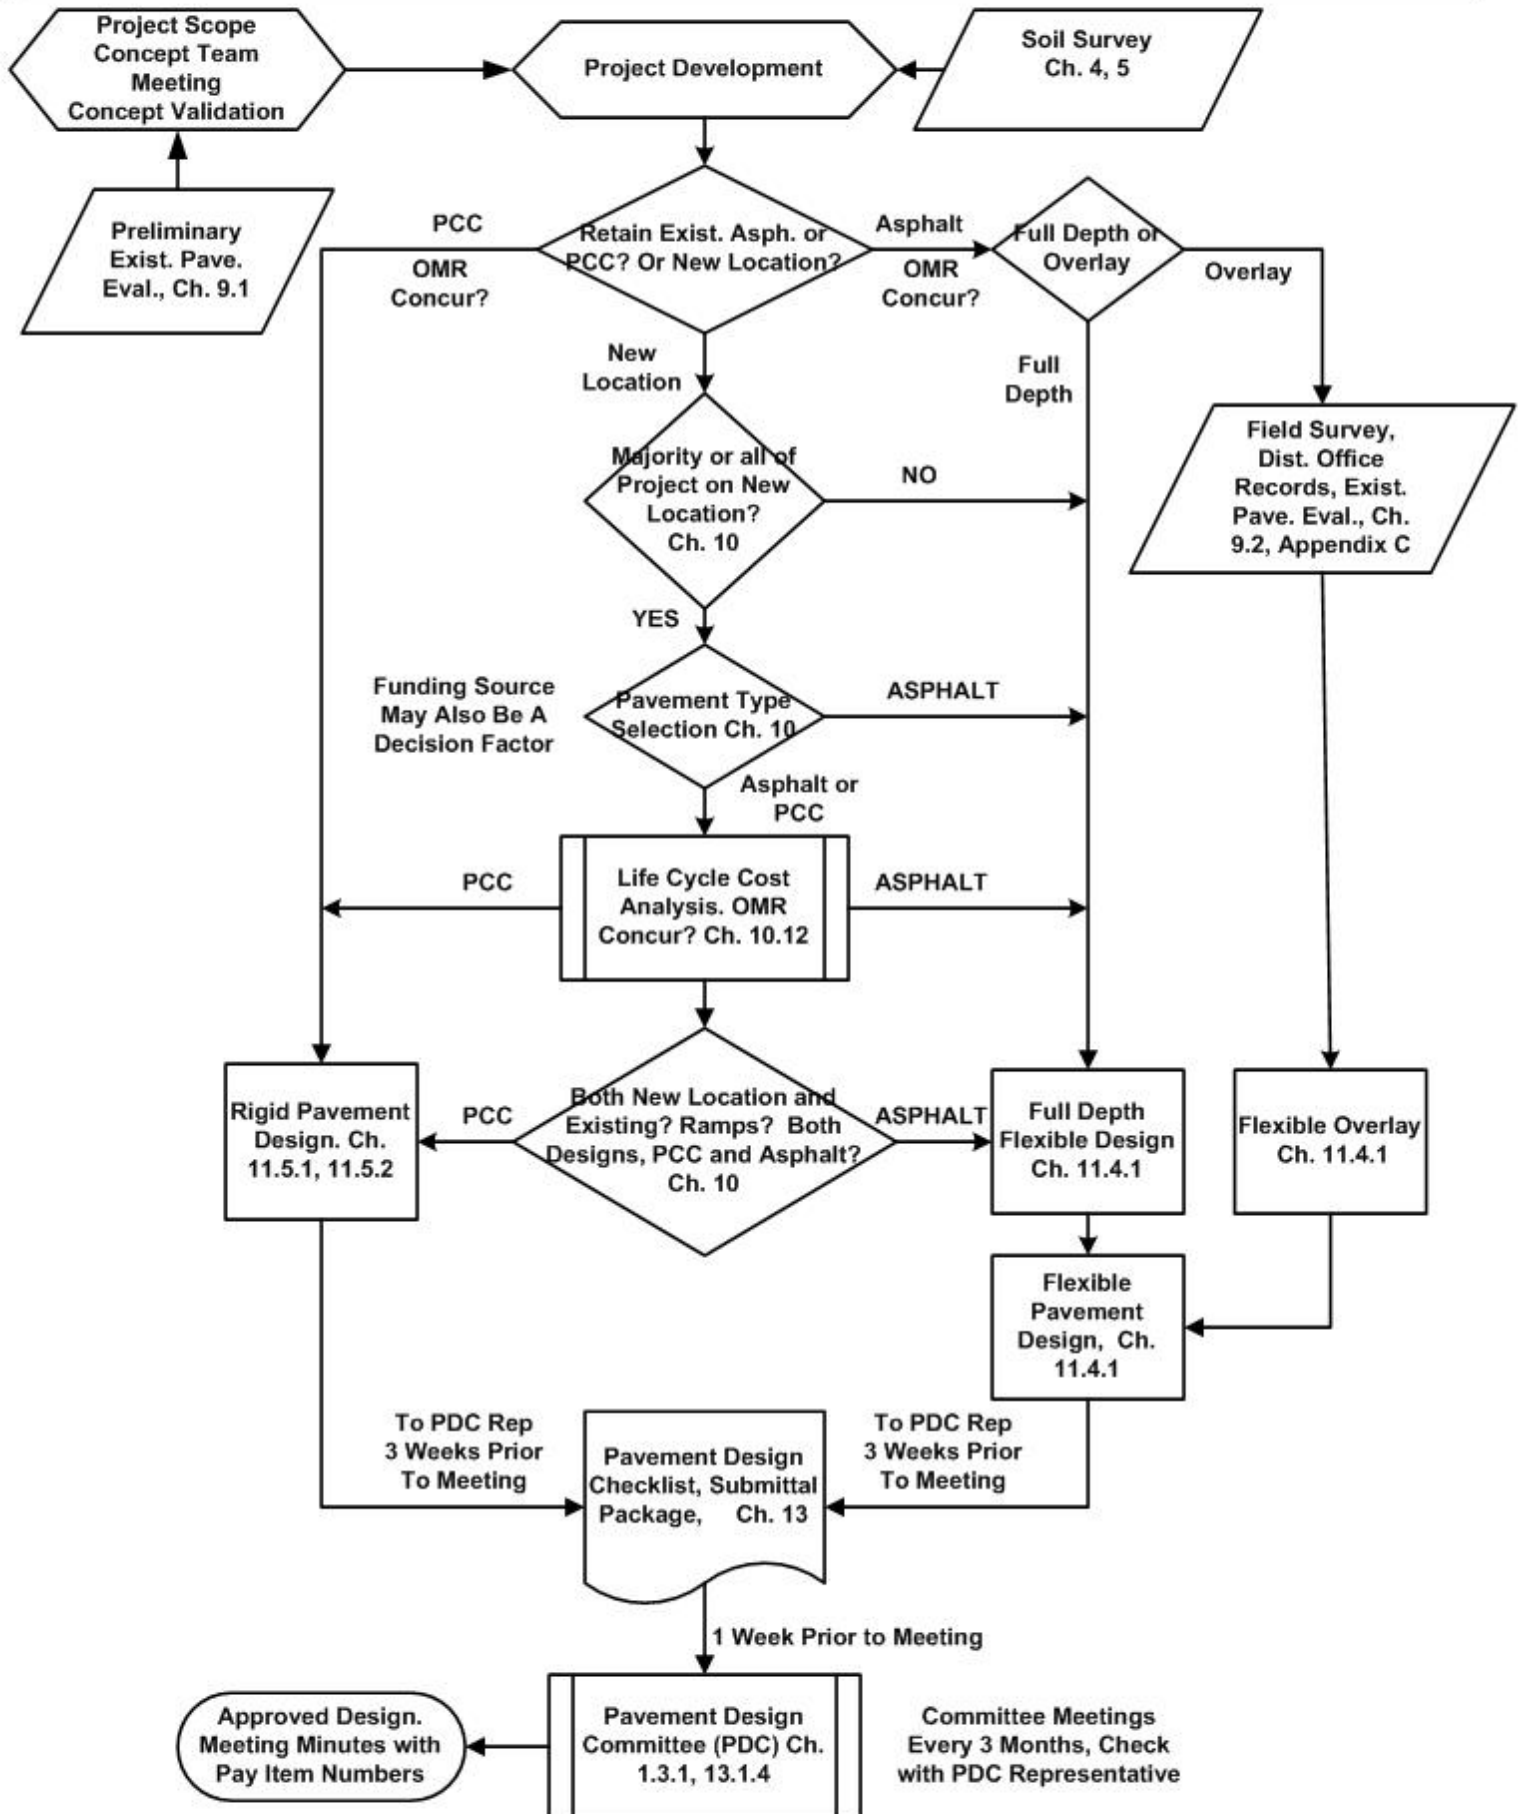 Project Scope
Concept Team
Meeting
Concept Validation
Project Development
Soil Survey
Ch. 4, 5
Preliminary
Exist. Pave.
Eval., Ch. 9.1
PCC
OMR
Concur?
Retain Exist. Asph. or
PCC? Or New Location?
Asphalt
OMR
Concur?
Full Depth or
Overlay
Overlay
New
Location
Full
Depth
Field Survey,
Dist. Office
Records, Exist.
Pave. Eval., Ch.
9.2, Appendix C
Majority or all of
Project on New
Location?
Ch. 10
NO
YES
Funding Source
May Also Be A
Decision Factor
Pavement Type
Selection Ch. 10
ASPHALT
Asphalt or
PCC
PCC
Life Cycle Cost
Analysis. OMR
Concur? Ch. 10.12
ASPHALT
Rigid Pavement
Design. Ch.
11.5.1, 11.5.2
PCC
Both New Location and
Existing? Ramps? Both
Designs, PCC and Asphalt?
Ch. 10
ASPHALT
Full Depth
Flexible Design
Ch. 11.4.1
Flexible Overlay
Ch. 11.4.1
Flexible
Pavement
Design, Ch.
11.4.1
To PDC Rep
3 Weeks Prior
To Meeting
Pavement Design
Checklist, Submittal
Package, Ch. 13
To PDC Rep
3 Weeks Prior
To Meeting
1 Week Prior to Meeting
Approved Design.
Meeting Minutes with
Pay Item Numbers
Pavement Design
Committee (PDC) Ch.
1.3.1, 13.1.4
Committee Meetings
Every 3 Months, Check
with PDC Representative